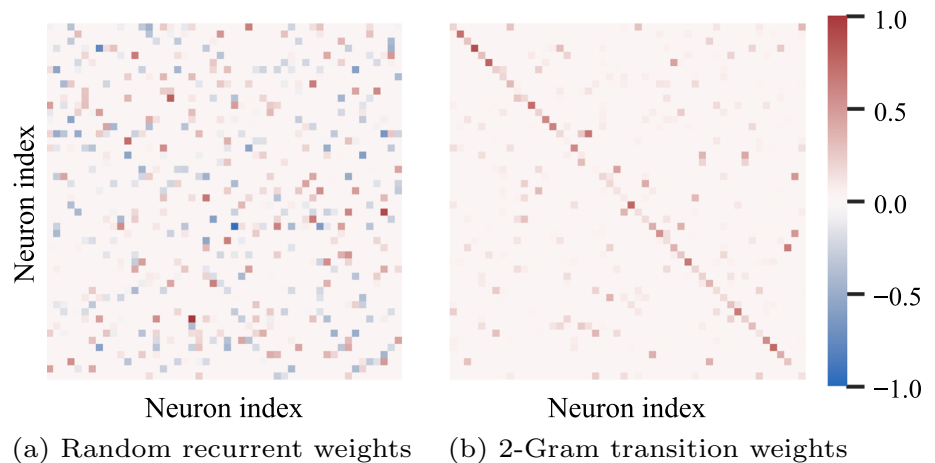 1.0
0.5
0.0
−0.5
−1.0
Neuron index
Neuron index
Neuron index
(a) Random recurrent weights
(b) 2-Gram transition weights